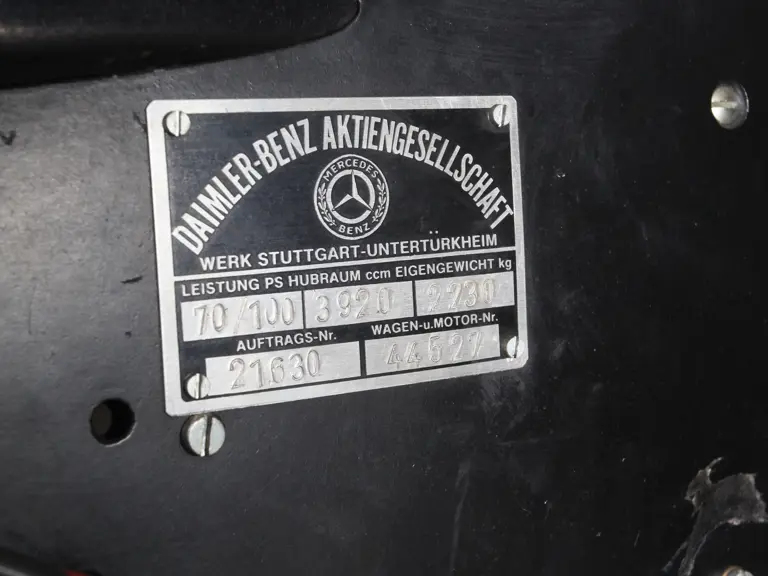 DAIMLER-BENZ AKTIENGESELLSCHAFT
MERCEDES
BENZ
WERK STUTTGART-UNTERTÜRKHEIM
LEISTUNG PS HUBRAUM ccm EIGENGEWICHT kg
70/100 3920 2230
AUFTRAGS-Nr. WAGEN-u.MOTOR-Nr.
21630 44527